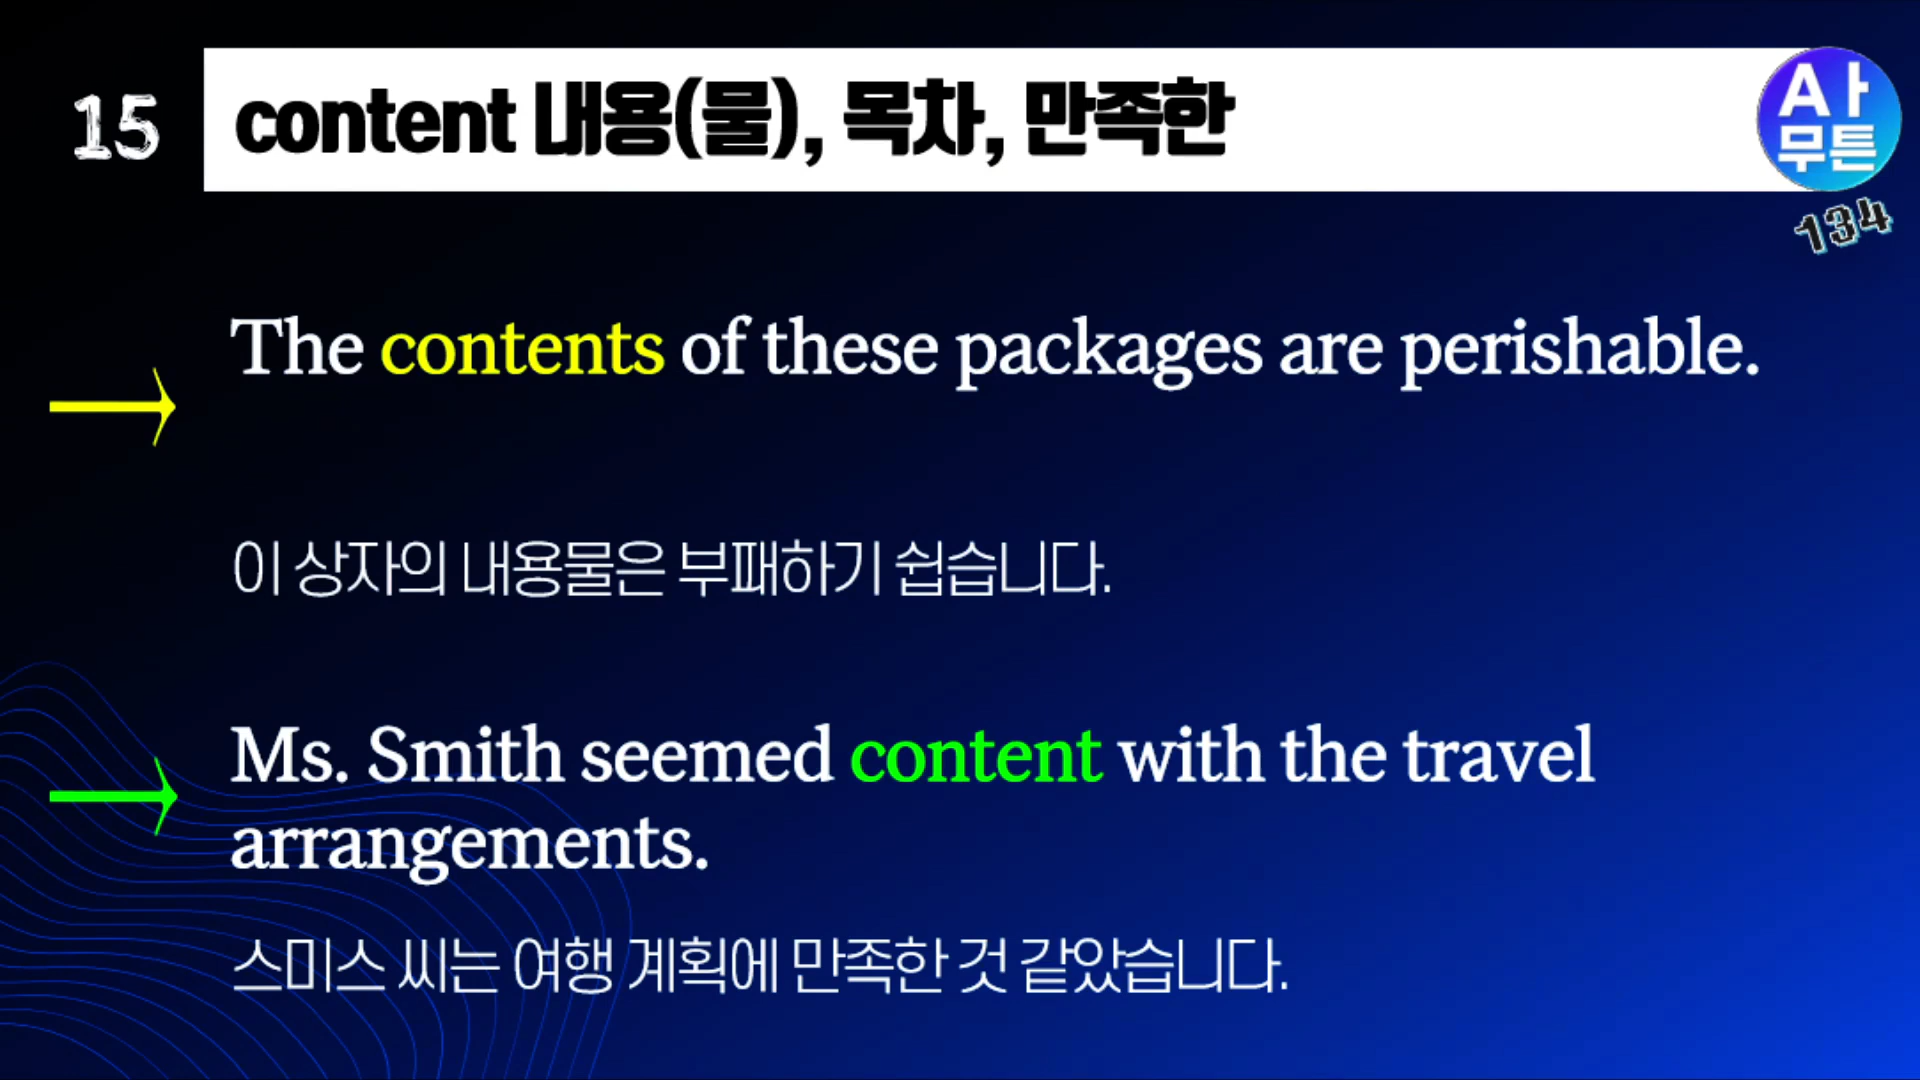 15
content 내용(물), 목차, 만족한
사
무튼
134
The contents of these packages are perishable.
이 상자의 내용물은 부패하기 쉽습니다.
Ms. Smith seemed content with the travel
arrangements.
스미스 씨는 여행 계획에 만족한 것 같았습니다.